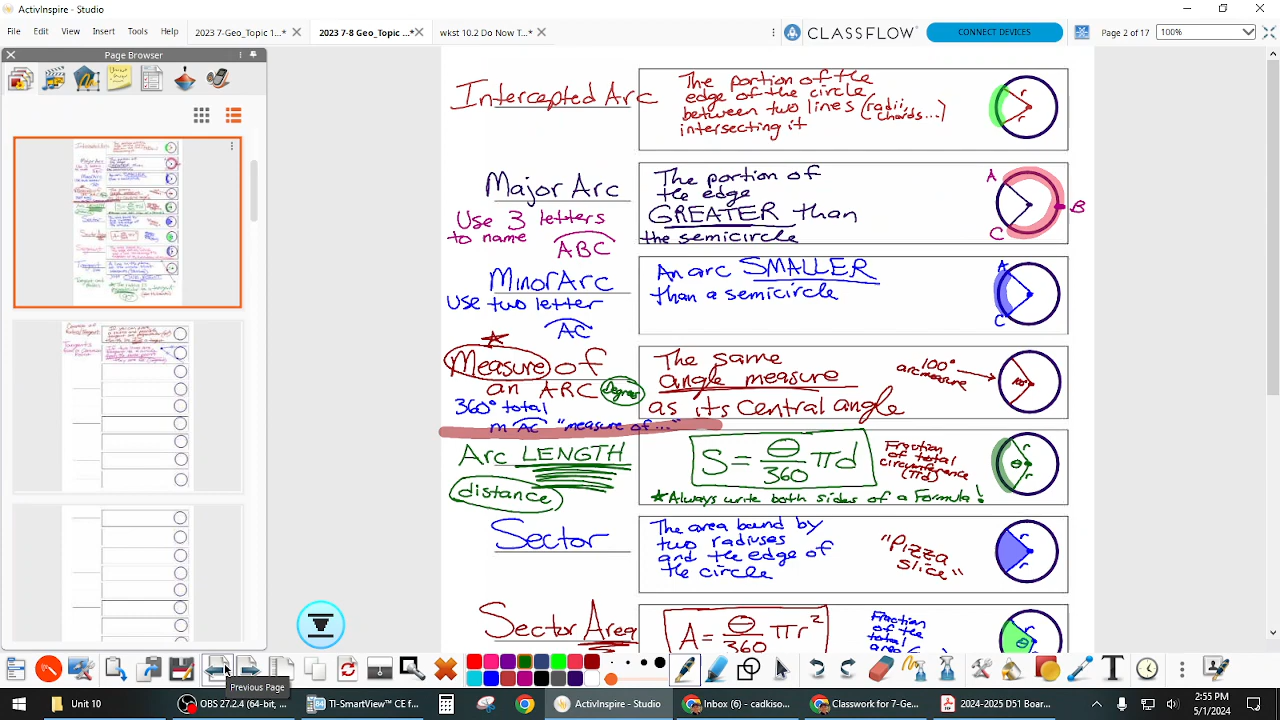 ActivInspire - Studio
File Edit View Insert Tools Help
2023 7-Geo_Topic 1...*
2023 7-8 Geo_Topic ...*
wkst 10.2 Do Now T...*
CLASSFLOW
CONNECT DEVICES
Page 2 of 17
100%
Page Browser
Intercepted Arc
The portion of the
edge of the circle
between two lines (radii,
chords...)
intersecting it
r
r
Major Arc
Use 3 letters
to name ABC
The portion of
the edge
GREATER than
the semicircle
A
B
C
Minor Arc
Use two letter
AC
An arc SMALLER
than a semicircle
A
C
Measure of
an ARC Degrees
360° total
m AC "measure of..."
The same
angle measure
as its central angle
100°
arc measure
100°
Arc LENGTH
distance
S = θ/360 πd
Fraction
of total
circumference
(πd)
★Always write both sides of a Formula!
r
θ
r
Sector
The area bound by
two radiuses
and the edge of
the circle
"Pizza
slice"
r
r
Sector Area
A = θ/360 πr²
Fraction
of the
total
r
θ
Previous Page
Unit 10
OBS 27.2.4 (64-bit, ...
TI-SmartView™ CE F...
ActivInspire - Studio
Inbox (6) - cadkiso...
Classwork for 7-Ge...
2024-2025 D51 Boar...
2:55 PM
5/1/2024